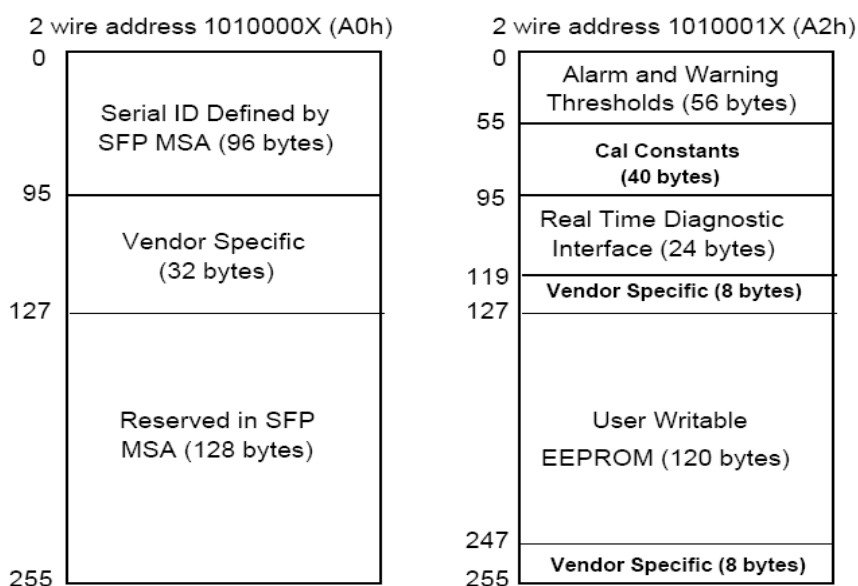 2 wire address 1010000X (A0h)
0
Serial ID Defined by
SFP MSA (96 bytes)
95
Vendor Specific
(32 bytes)
127
Reserved in SFP
MSA (128 bytes)
255
2 wire address 1010001X (A2h)
0
Alarm and Warning
Thresholds (56 bytes)
55
Cal Constants
(40 bytes)
95
Real Time Diagnostic
Interface (24 bytes)
119
Vendor Specific (8 bytes)
127
User Writable
EEPROM (120 bytes)
247
Vendor Specific (8 bytes)
255